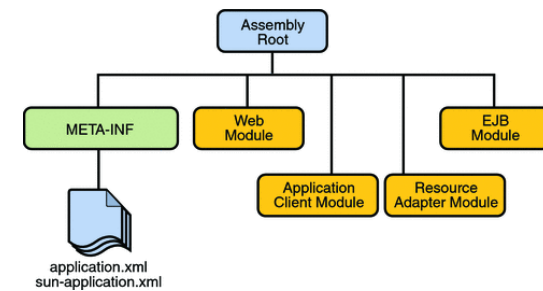 Assembly
Root
META-INF
Web
Module
EJB
Module
Application
Client Module
Resource
Adapter Module
application.xml
sun-application.xml